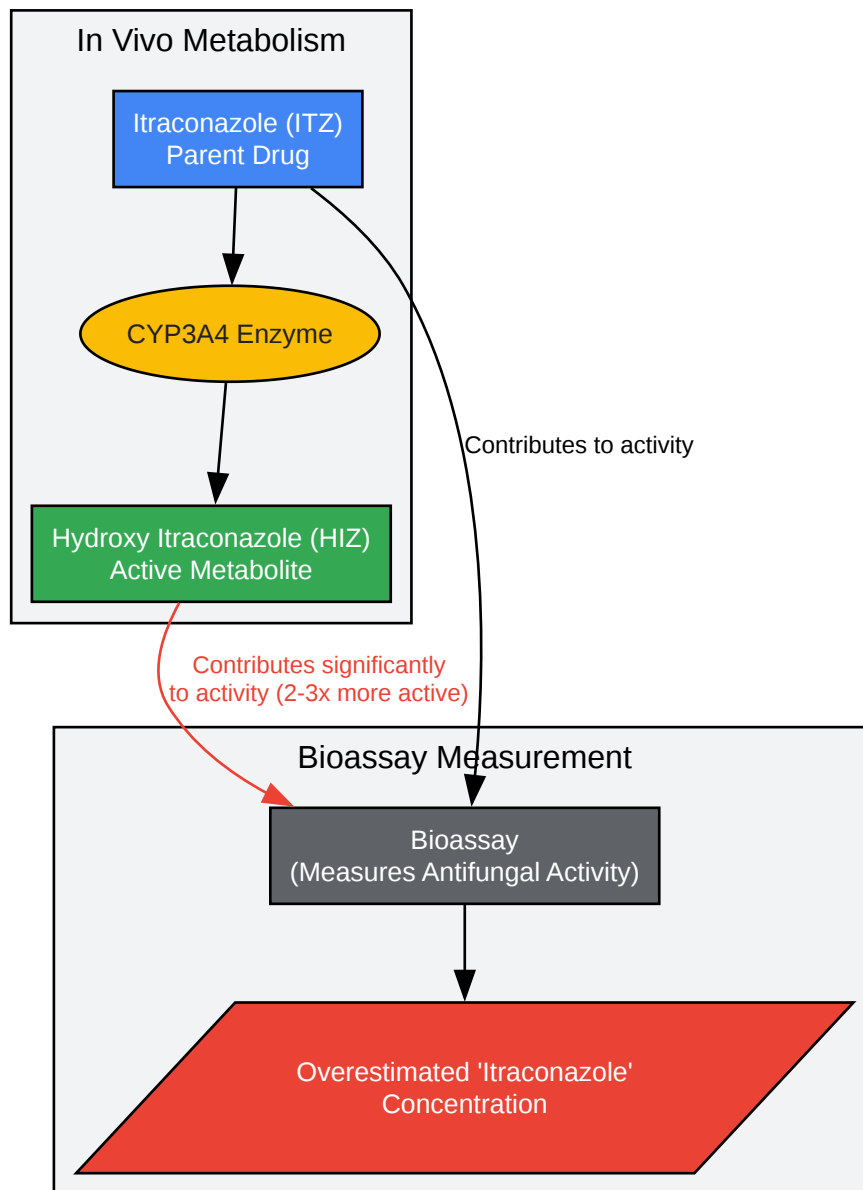 In Vivo Metabolism
Itraconazole (ITZ)
Parent Drug
CYP3A4 Enzyme
Contributes to activity
Hydroxy Itraconazole (HIZ)
Active Metabolite
Contributes significantly
to activity (2-3x more active)
Bioassay Measurement
Bioassay
(Measures Antifungal Activity)
Overestimated 'Itraconazole'
Concentration